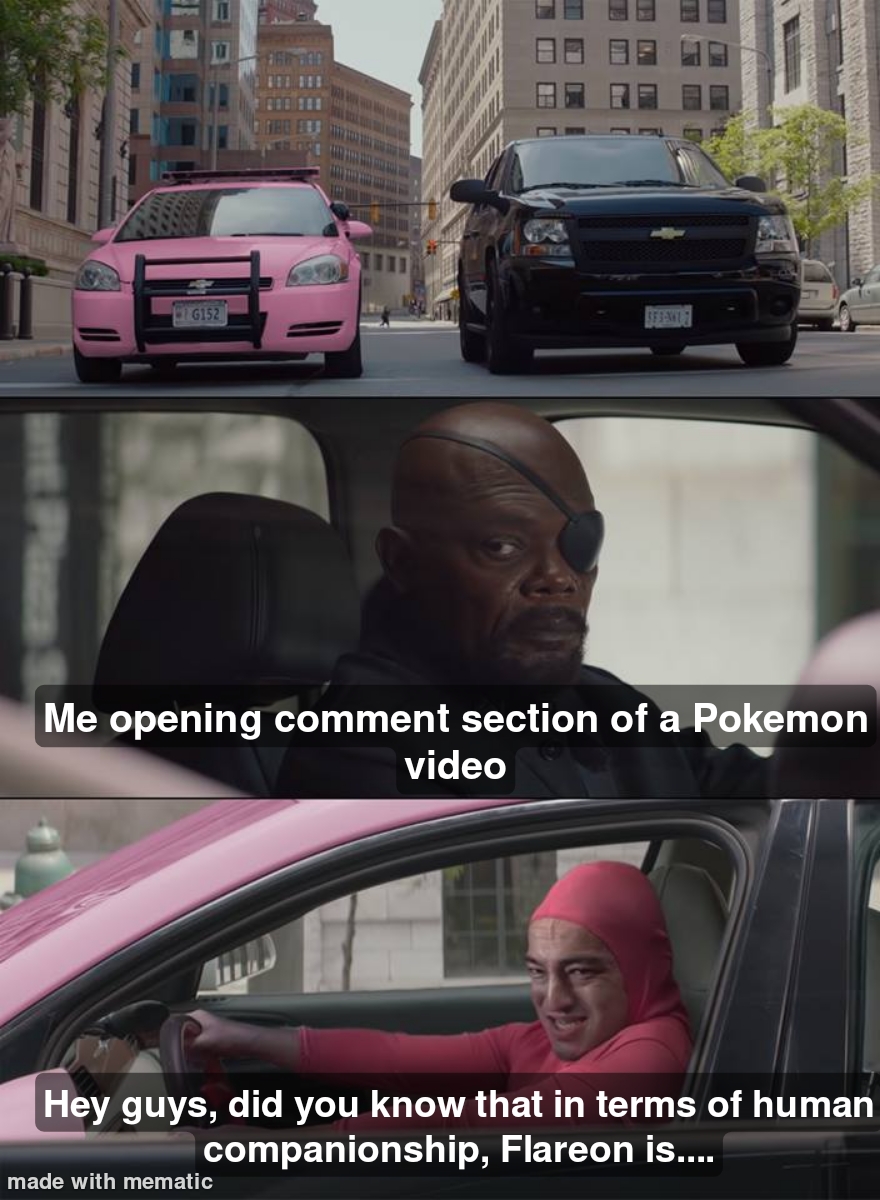 G152
Me opening comment section of a Pokemon
video
Hey guys, did you know that in terms of human
companionship, Flareon is....
made with mematic